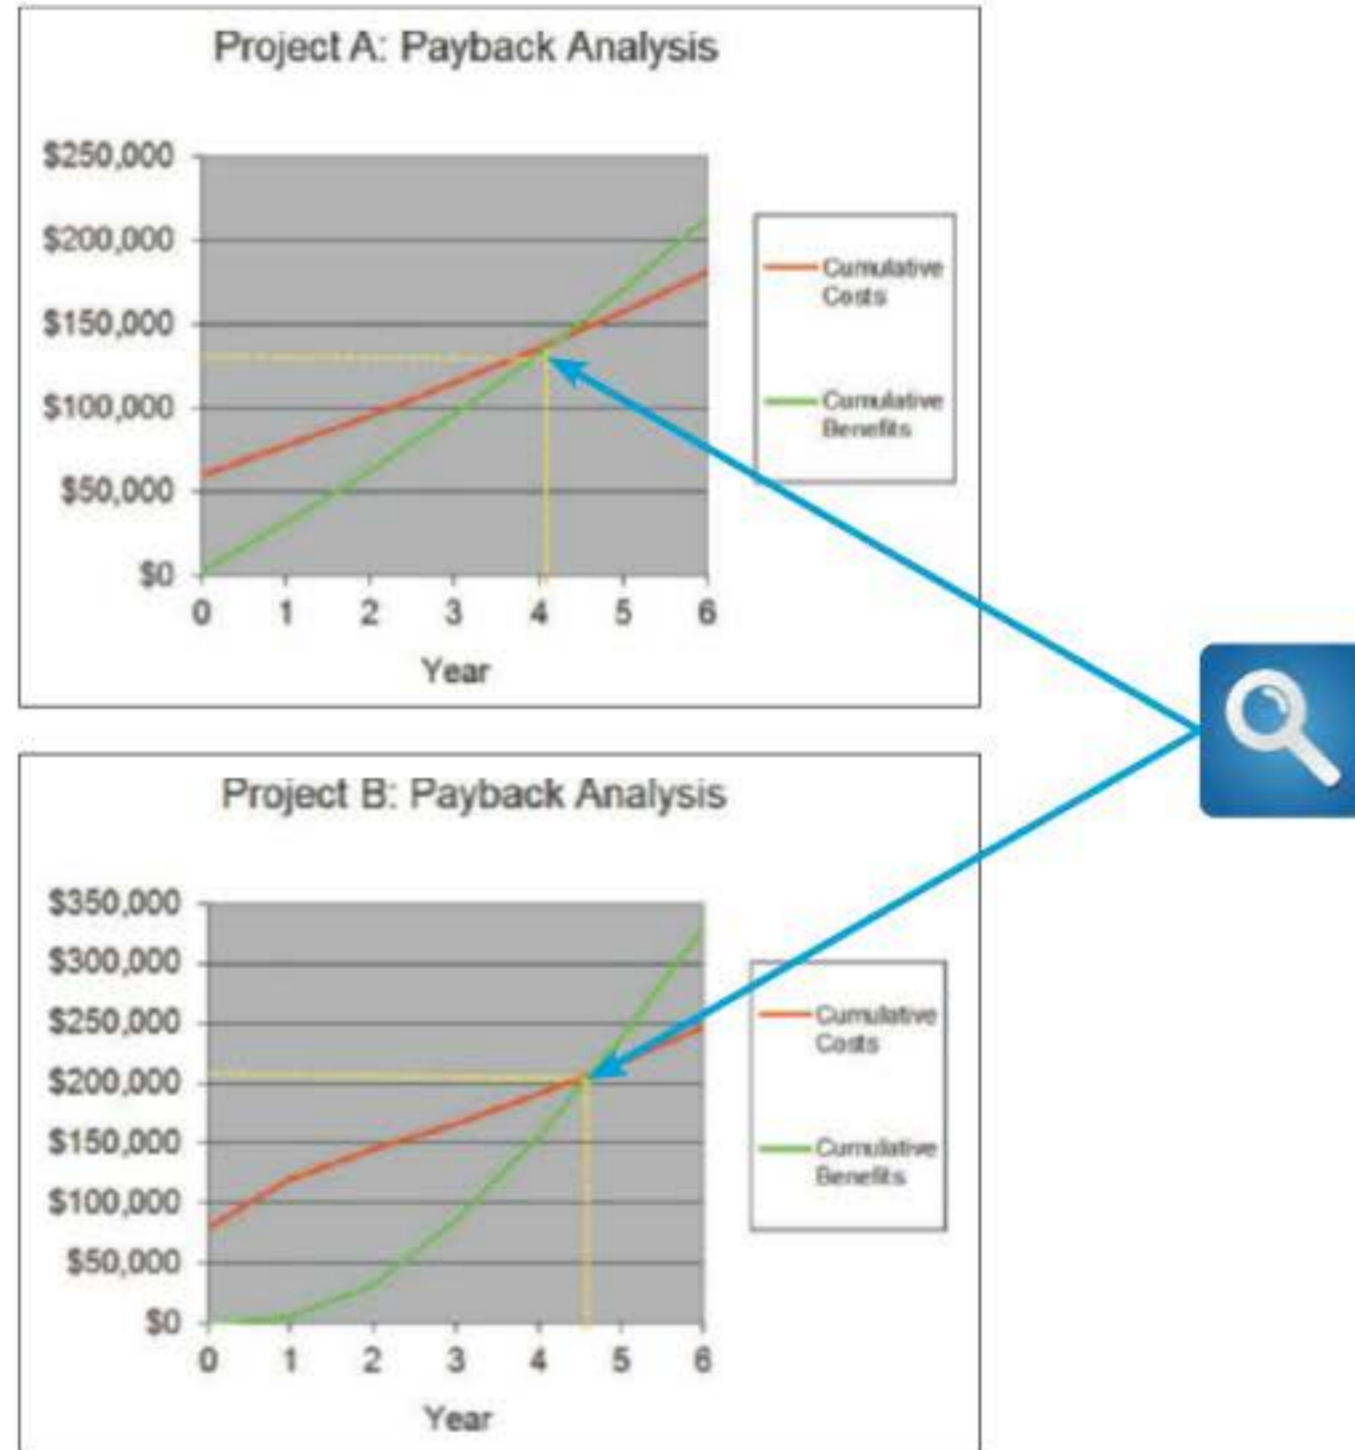 Project A: Payback Analysis
$250,000
$200,000
$150,000
$100,000
$50,000
$0
0 1 2 3 4 5 6
Year
Cumulative
Costs
Cumulative
Benefits
Project B: Payback Analysis
$350,000
$300,000
$250,000
$200,000
$150,000
$100,000
$50,000
$0
0 1 2 3 4 5 6
Year
Cumulative
Costs
Cumulative
Benefits